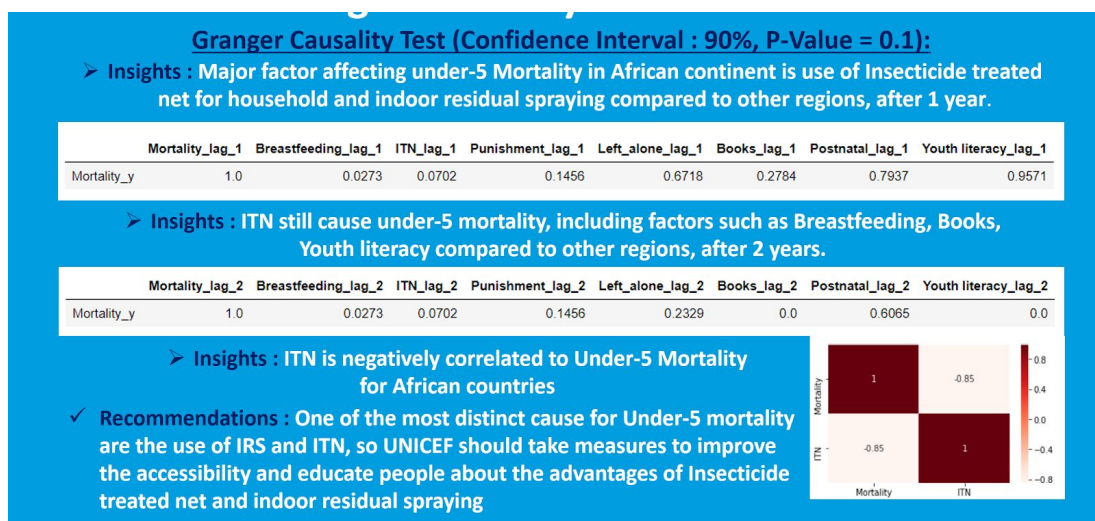 Granger Causality Test (Confidence Interval : 90%, P-Value = 0.1):
➢ Insights : Major factor affecting under-5 Mortality in African continent is use of Insecticide treated
net for household and indoor residual spraying compared to other regions, after 1 year.
Mortality_lag_1 Breastfeeding_lag_1 ITN_lag_1 Punishment_lag_1 Left_alone_lag_1 Books_lag_1 Postnatal_lag_1 Youth literacy_lag_1
Mortality_y 1.0 0.0273 0.0702 0.1456 0.6718 0.2784 0.7937 0.9571
➢ Insights : ITN still cause under-5 mortality, including factors such as Breastfeeding, Books,
Youth literacy compared to other regions, after 2 years.
Mortality_lag_2 Breastfeeding_lag_2 ITN_lag_2 Punishment_lag_2 Left_alone_lag_2 Books_lag_2 Postnatal_lag_2 Youth literacy_lag_2
Mortality_y 1.0 0.0273 0.0702 0.1456 0.2329 0.0 0.6065 0.0
➢ Insights : ITN is negatively correlated to Under-5 Mortality
for African countries
✓ Recommendations : One of the most distinct cause for Under-5 mortality
are the use of IRS and ITN, so UNICEF should take measures to improve
the accessibility and educate people about the advantages of Insecticide
treated net and indoor residual spraying
Mortality 1 -0.85
ITN -0.85 1
Mortality ITN
0.8
0.4
0.0
-0.4
-0.8